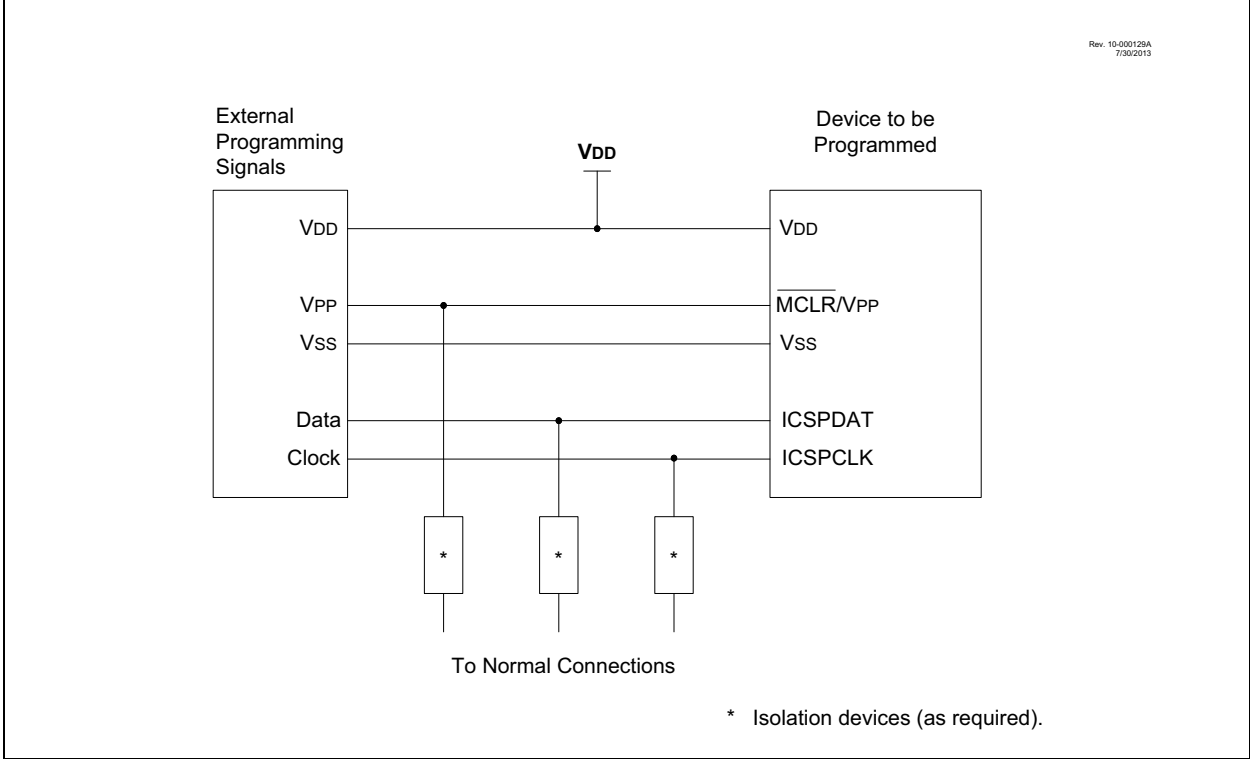 Rev. 10-000129A
7/30/2013
External
Programming
Signals
Device to be
Programmed
VDD
VDD
VDD
VPP
MCLR/VPP
VSS
VSS
Data
ICSPDAT
Clock
ICSPCLK
*
*
*
To Normal Connections
* Isolation devices (as required).